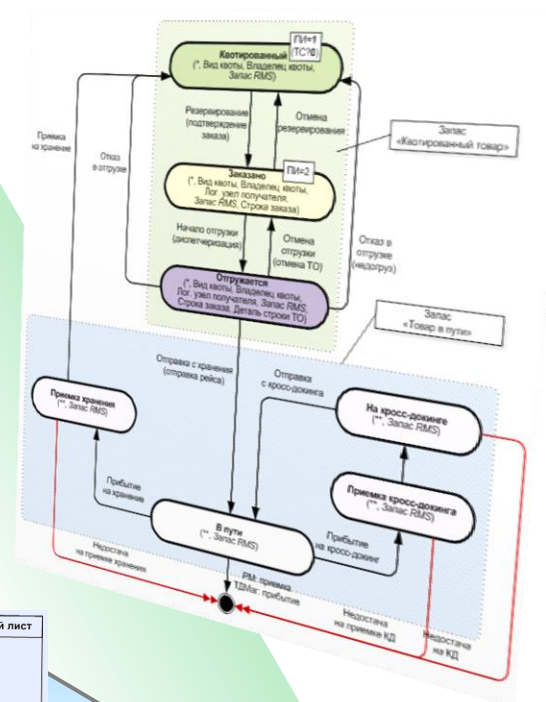 ПИ=1
(ТС?0)
Квотированный
(*, Вид квоты, Владелец квоты,
Запас RMS)
Приемка
на хранение
Отказ
в отгрузке
Резервирование
(подтверждение
заказа)
Отмена
резервирования
Запас
«Квотированный товар»
ПИ=2
Заказано
(*, Вид квоты, Владелец квоты,
Лог. узел получателя,
Запас RMS, Строка заказа)
Начало отгрузки
(диспетчеризация)
Отмена
отгрузки
(отмена ТО)
Отказ в
отгрузке
(недогруз)
Отгружается
(*, Вид квоты, Владелец квоты,
Лог. узел получателя, Запас RMS,
Строка заказа, Деталь строки ТО)
Запас
«Товар в пути»
Отправка с хранения
(отправка рейса)
Отправка
с кросс-докинга
Приемка хранения
(**, Запас RMS)
На кросс-докинге
(**, Запас RMS)
Прибытие
на хранение
Приемка кросс-докинга
(**, Запас RMS)
В пути
(**, Запас RMS)
Прибытие
на кросс-докинг
Недостача
на приемке хранения
РМ: приемка
ТДМаг: прибытие
Недостача
на приемке КД
Недостача
на КД
й лист